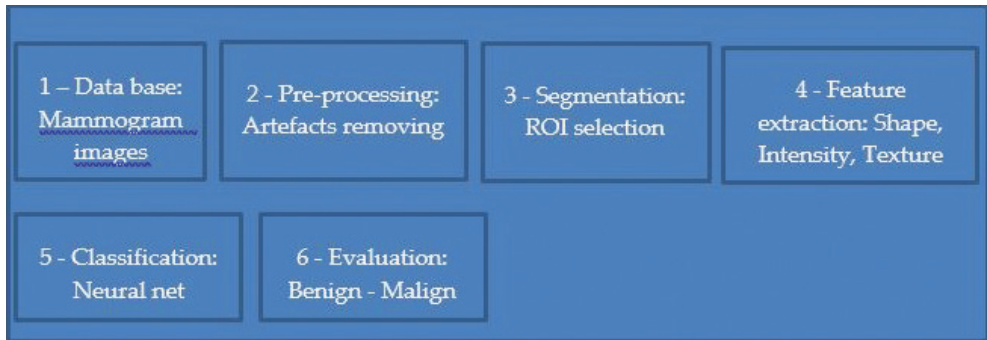 1 – Data base:
Mammogram
images
2 - Pre-processing:
Artefacts removing
3 - Segmentation:
ROI selection
4 - Feature
extraction: Shape,
Intensity, Texture
5 - Classification:
Neural net
6 - Evaluation:
Benign - Malign